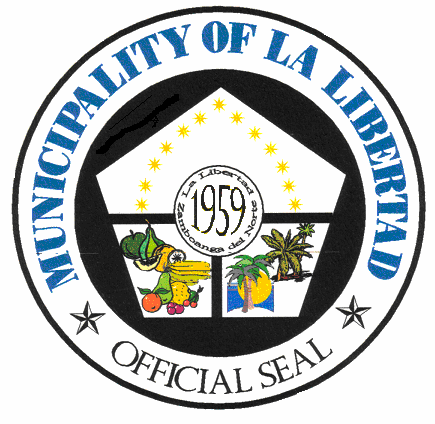 MUNICIPALITY OF LA LIBERTAD
La Libertad
1959
Zamboanga del Norte
OFFICIAL SEAL